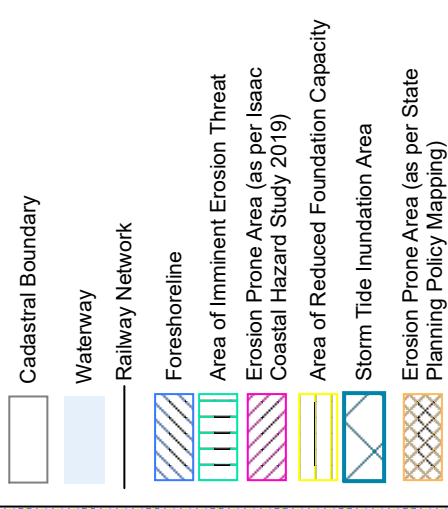 Cadastral Boundary
Waterway
Railway Network
Foreshoreline
Area of Imminent Erosion Threat
Erosion Prone Area (as per Isaac
Coastal Hazard Study 2019)
Area of Reduced Foundation Capacity
Storm Tide Inundation Area
Erosion Prone Area (as per State
Planning Policy Mapping)